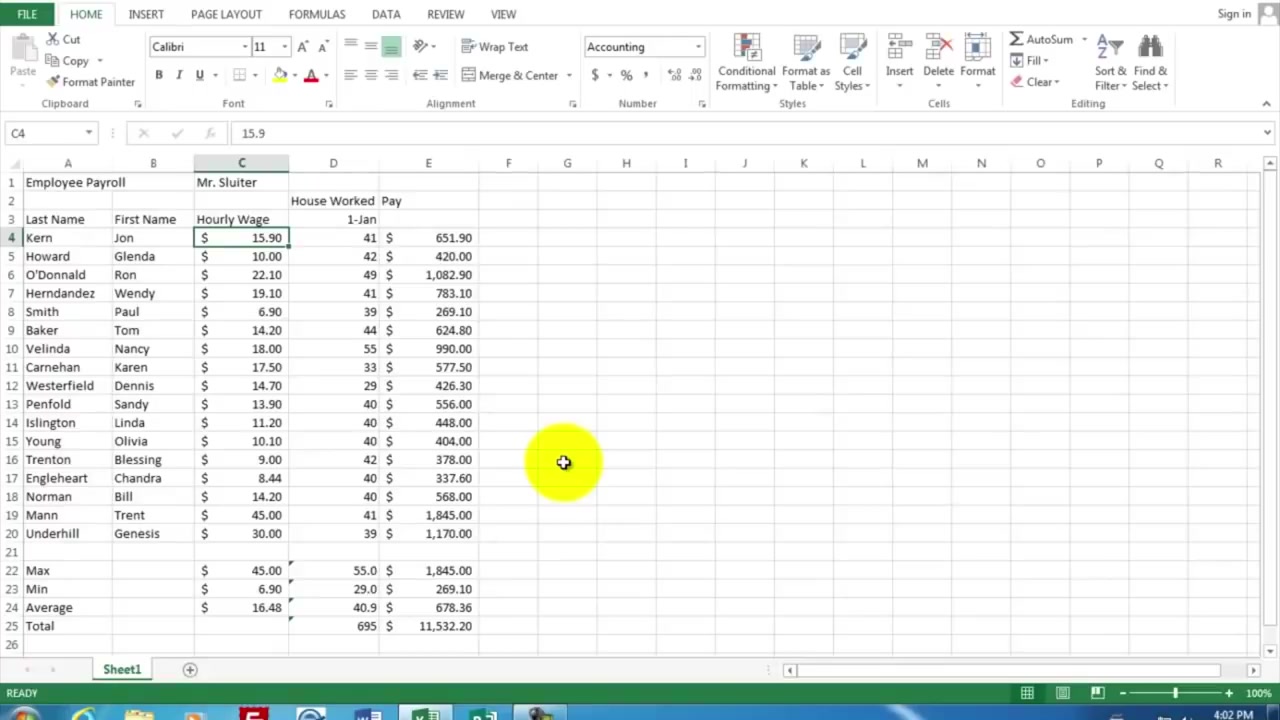 FILE HOME INSERT PAGE LAYOUT FORMULAS DATA REVIEW VIEW Sign in
Paste
Cut
Copy
Format Painter
Clipboard
Calibri 11 A A
B I U A
Font
Wrap Text
Merge & Center
Alignment
Accounting
$ % ,
Number
Conditional Formatting
Format as Table
Cell Styles
Styles
Insert Delete Format
Cells
AutoSum
Fill
Clear
Sort & Filter
Find & Select
Editing
C4 fx 15.9
A B C D E F G H I J K L M N O P Q R
1 Employee Payroll Mr. Sluiter
2 House Worked Pay
3 Last Name First Name Hourly Wage 1-Jan
4 Kern Jon $ 15.90 41 $ 651.90
5 Howard Glenda $ 10.00 42 $ 420.00
6 O'Donnald Ron $ 22.10 49 $ 1,082.90
7 Herndandez Wendy $ 19.10 41 $ 783.10
8 Smith Paul $ 6.90 39 $ 269.10
9 Baker Tom $ 14.20 44 $ 624.80
10 Velinda Nancy $ 18.00 55 $ 990.00
11 Carnehan Karen $ 17.50 33 $ 577.50
12 Westerfield Dennis $ 14.70 29 $ 426.30
13 Penfold Sandy $ 13.90 40 $ 556.00
14 Islington Linda $ 11.20 40 $ 448.00
15 Young Olivia $ 10.10 40 $ 404.00
16 Trenton Blessing $ 9.00 42 $ 378.00
17 Engleheart Chandra $ 8.44 40 $ 337.60
18 Norman Bill $ 14.20 40 $ 568.00
19 Mann Trent $ 45.00 41 $ 1,845.00
20 Underhill Genesis $ 30.00 39 $ 1,170.00
21
22 Max $ 45.00 55.0 $ 1,845.00
23 Min $ 6.90 29.0 $ 269.10
24 Average $ 16.48 40.9 $ 678.36
25 Total 695 $ 11,532.20
26
Sheet1
READY 100%
4:02 PM